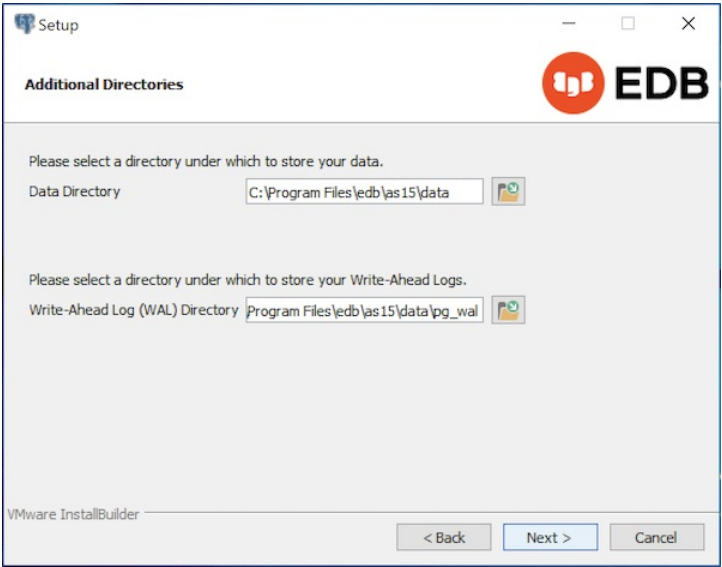 Setup
Additional Directories
EDB
Please select a directory under which to store your data.
Data Directory C:\Program Files\edb\as15\data
Please select a directory under which to store your Write-Ahead Logs.
Write-Ahead Log (WAL) Directory Program Files\edb\as15\data\pg_wal
VMware InstallBuilder
< Back Next > Cancel